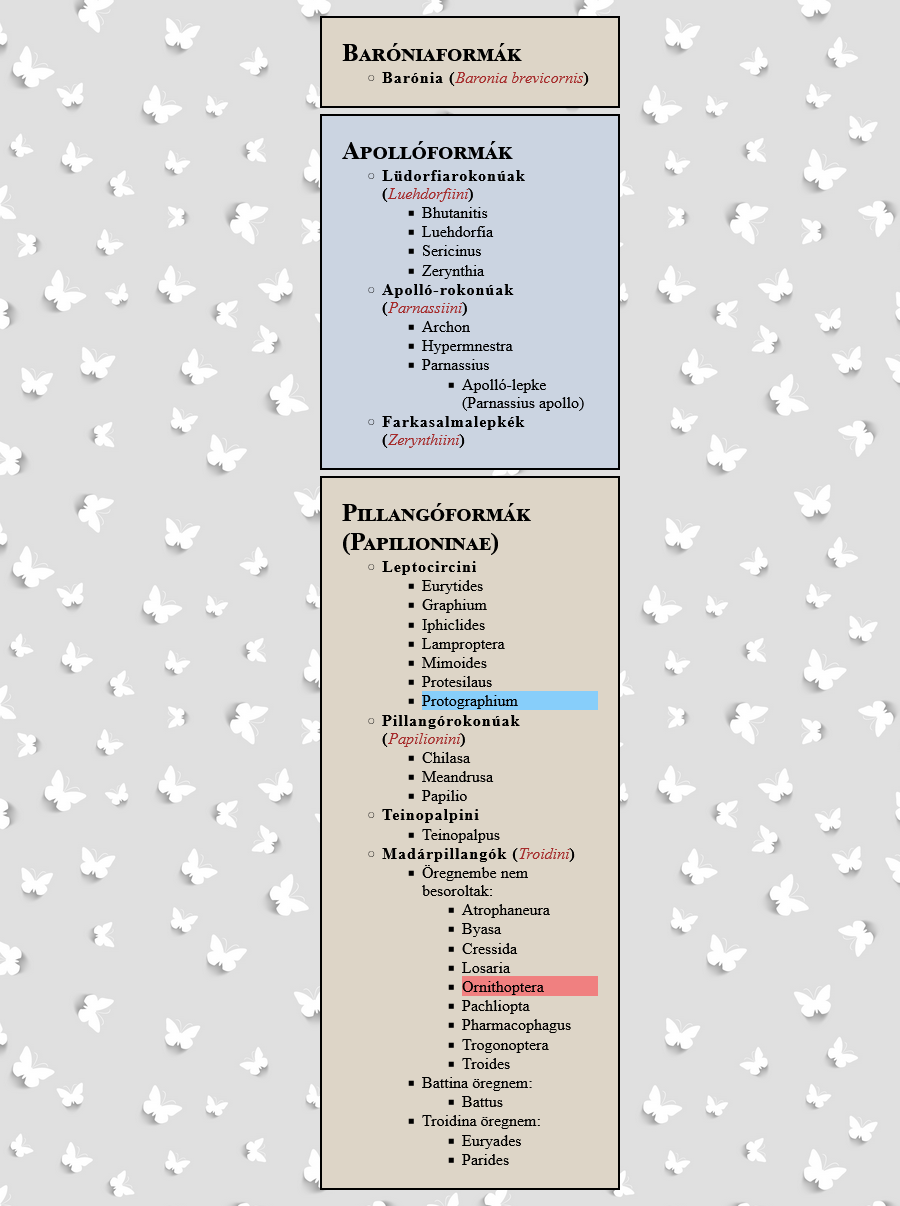 Baróniaformák
Barónia (Baronia brevicornis)
Apollóformák
Lüdorfiarokonúak
(Luehdorfiini)
Bhutanitis
Luehdorfia
Sericinus
Zerynthia
Apolló-rokonúak
(Parnassiini)
Archon
Hypermnestra
Parnassius
Apolló-lepke
(Parnassius apollo)
Farkasalmalepkék
(Zerynthiini)
Pillangóformák
(Papilioninae)
Leptocircini
Eurytides
Graphium
Iphiclides
Lamproptera
Mimoides
Protesilaus
Protographium
Pillangórokonúak
(Papilionini)
Chilasa
Meandrusa
Papilio
Teinopalpini
Teinopalpus
Madárpillangók (Troidini)
Öregnembe nem
besoroltak:
Atrophaneura
Byasa
Cressida
Losaria
Ornithoptera
Pachliopta
Pharmacophagus
Trogonoptera
Troides
Battina öregnem:
Battus
Troidina öregnem:
Euryades
Parides